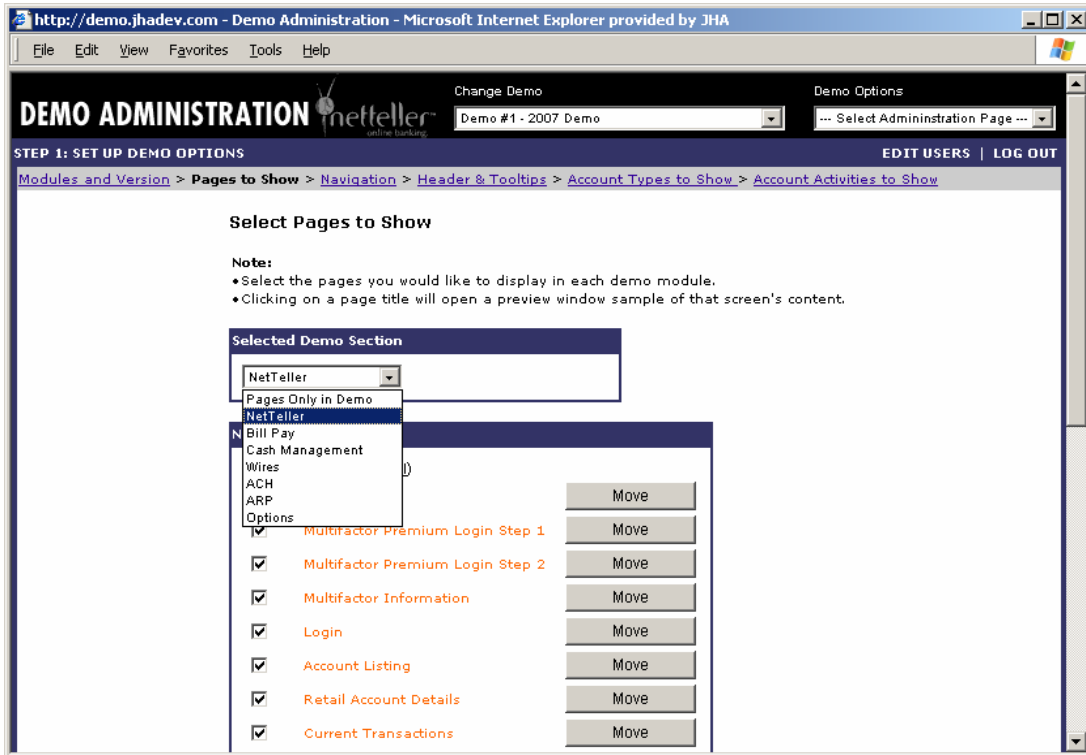 http://demo.jhadev.com - Demo Administration - Microsoft Internet Explorer provided by JHA
File Edit View Favorites Tools Help
DEMO ADMINISTRATION netteller online banking
Change Demo
Demo #1 - 2007 Demo
Demo Options
--- Select Admininstration Page ---
STEP 1: SET UP DEMO OPTIONS
EDIT USERS | LOG OUT
Modules and Version > Pages to Show > Navigation > Header & Tooltips > Account Types to Show > Account Activities to Show
Select Pages to Show
Note:
•Select the pages you would like to display in each demo module.
•Clicking on a page title will open a preview window sample of that screen's content.
Selected Demo Section
NetTeller
Pages Only in Demo
NetTeller
Bill Pay
Cash Management
Wires
ACH
ARP
Options
Move
Multifactor Premium Login Step 1 Move
Multifactor Premium Login Step 2 Move
Multifactor Information Move
Login Move
Account Listing Move
Retail Account Details Move
Current Transactions Move